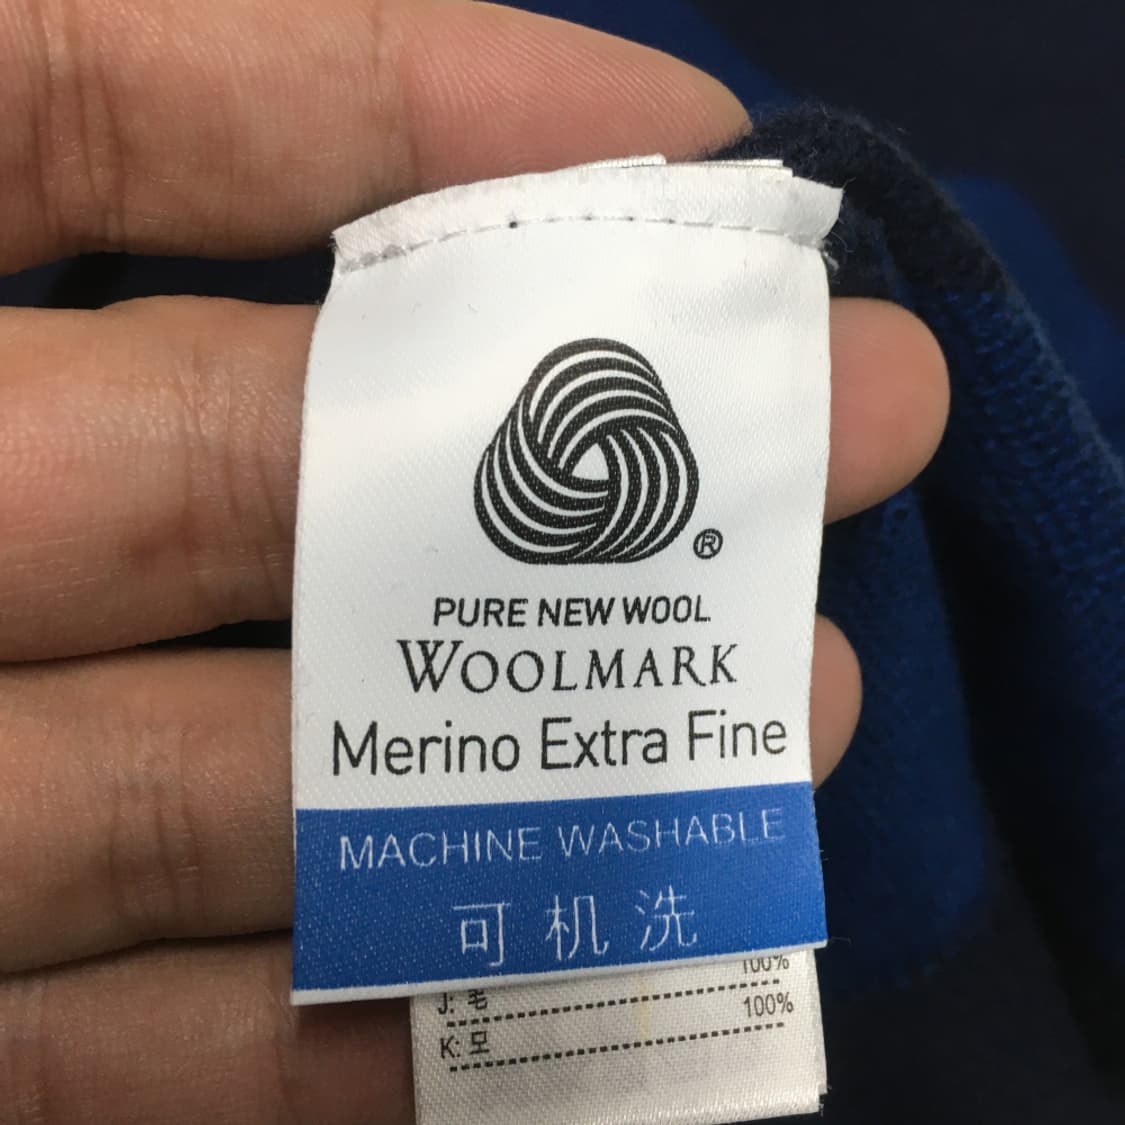 ®
PURE NEW WOOL
WOOLMARK
Merino Extra Fine
MACHINE WASHABLE
可机洗
100%
J: 毛 100%
K: 모